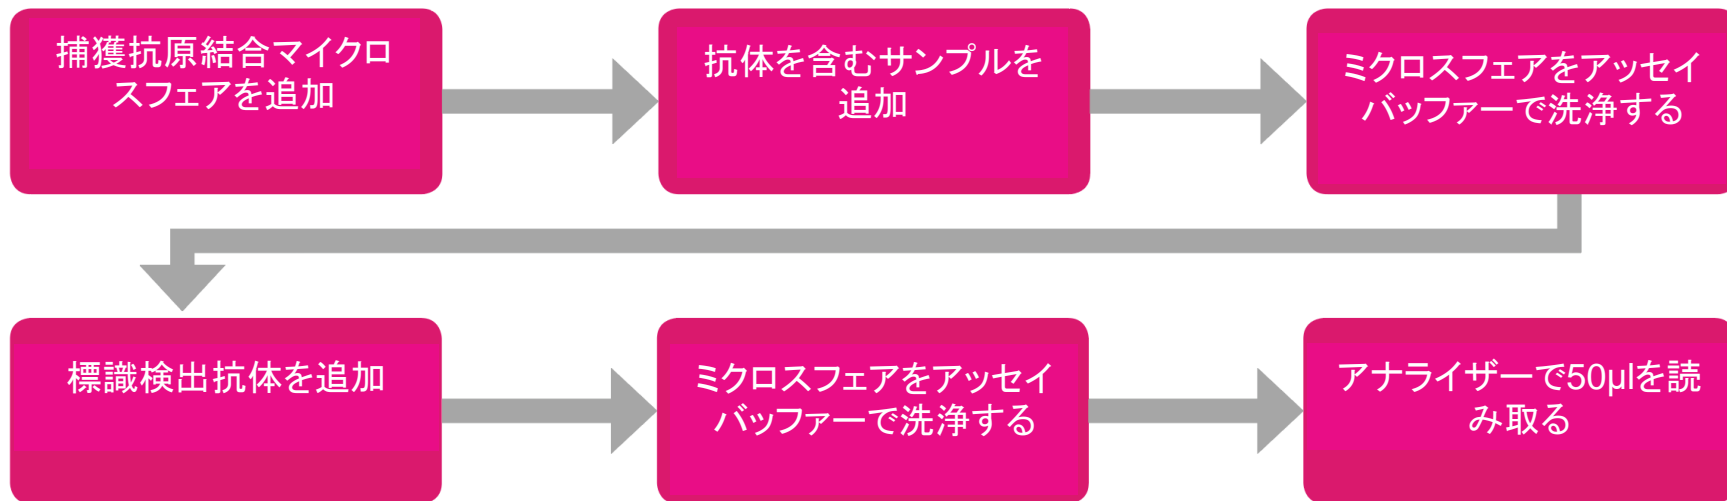 捕獲抗原結合マイクロ
スフェアを追加
抗体を含むサンプルを
追加
ミクロスフェアをアッセイ
バッファーで洗浄する
標識検出抗体を追加
ミクロスフェアをアッセイ
バッファーで洗浄する
アナライザーで50µlを読
み取る